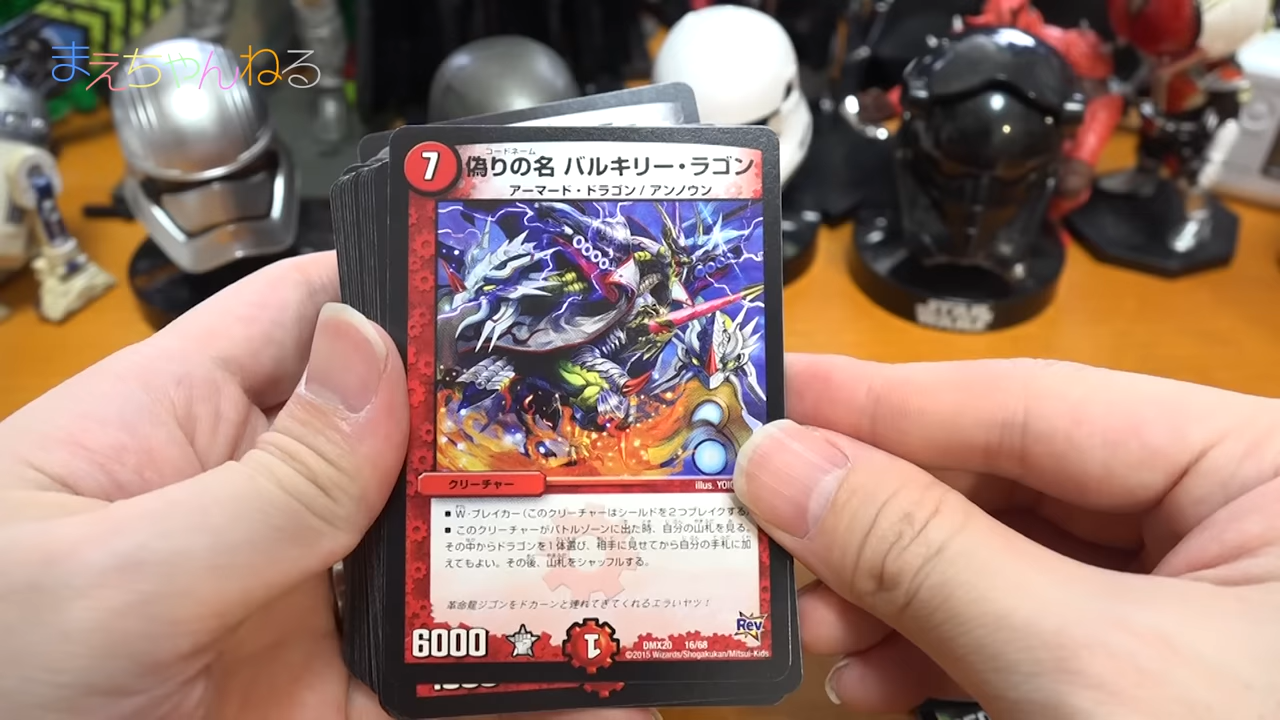 まえちゃんねる
7
コードネーム
偽りの名 バルキリー・ラゴン
アーマード・ドラゴン / アンノウン
クリーチャー
illus.
■ W・ブレイカー(このクリーチャーはシールドを2つブレイクする)
■ このクリーチャーがバトルゾーンに出た時、自分の山札を見る。
その中からドラゴンを1体選び、相手に見せてから自分の手札に加
えてもよい。その後、山札をシャッフルする。
革命龍ジゴンをドカーンと連れてきてくれるエラいヤツ!
6000
1
Rev
DMX20 16/68
©2015 Wizards/Shogakukan/Mitsui-Kids
STAR WARS